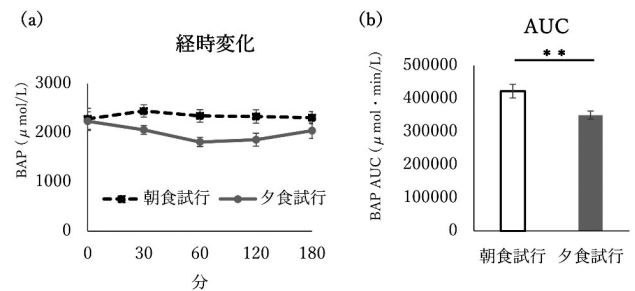 (a)
経時変化
BAP (μmol/L)
3000
2000
1000
0
朝食試行
夕食試行
0 30 60 120 180
分
(b)
AUC
**
BAP AUC (μmol・min/L)
500000
400000
300000
200000
100000
0
朝食試行 夕食試行